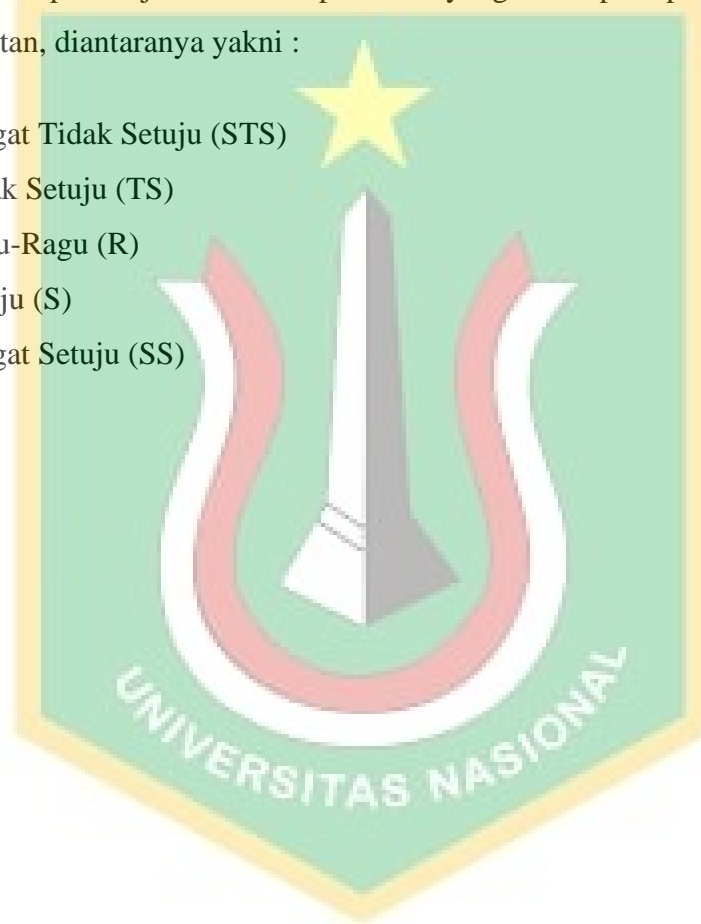 tan, diantaranya yakni :
gat Tidak Setuju (STS)
k Setuju (TS)
u-Ragu (R)
ju (S)
gat Setuju (SS)
UNIVERSITAS NASIONAL